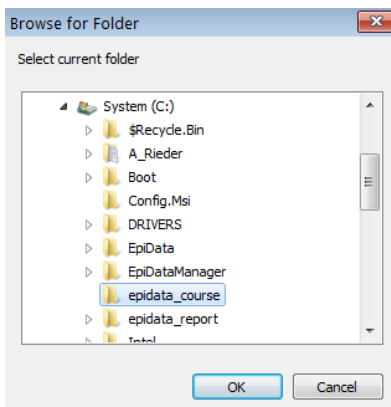 Browse for Folder
Select current folder
System (C:)
$Recycle.Bin
A_Rieder
Boot
Config.Msi
DRIVERS
EpiData
EpiDataManager
epidata_course
epidata_report
Intel
OK Cancel